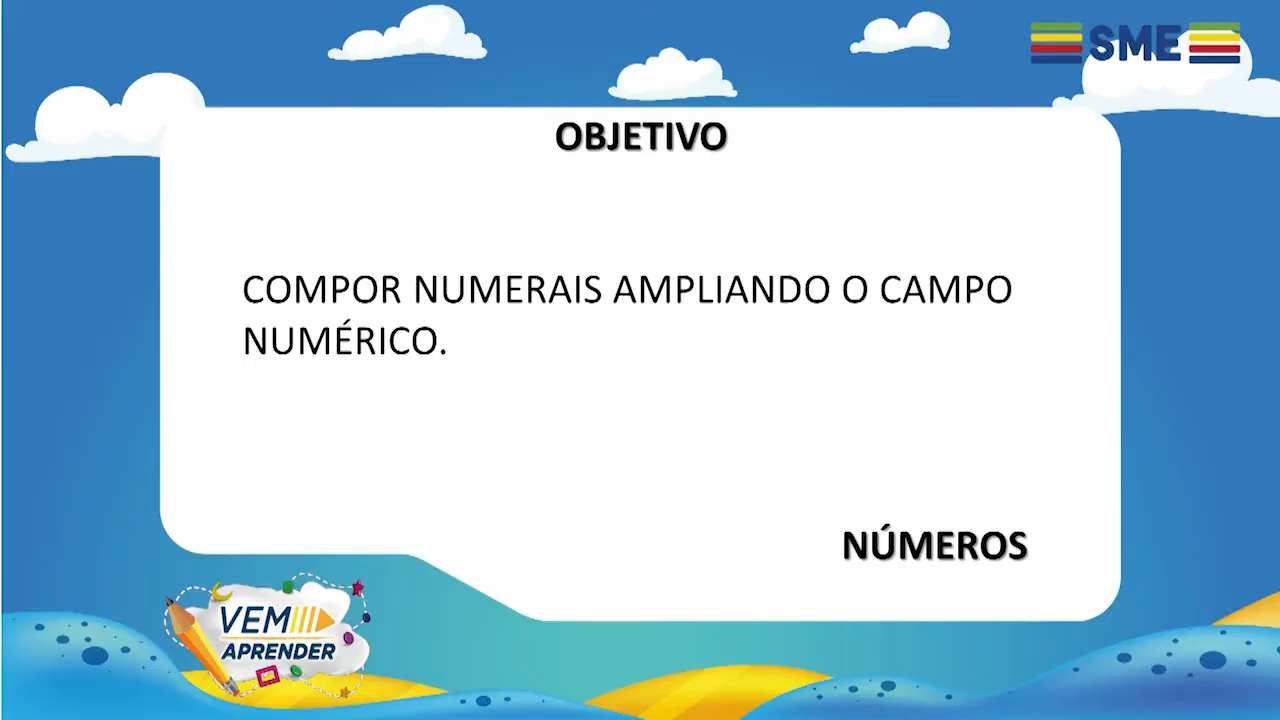 SME
OBJETIVO
COMPOR NUMERAIS AMPLIANDO O CAMPO
NUMÉRICO.
NÚMEROS
VEM
APRENDER